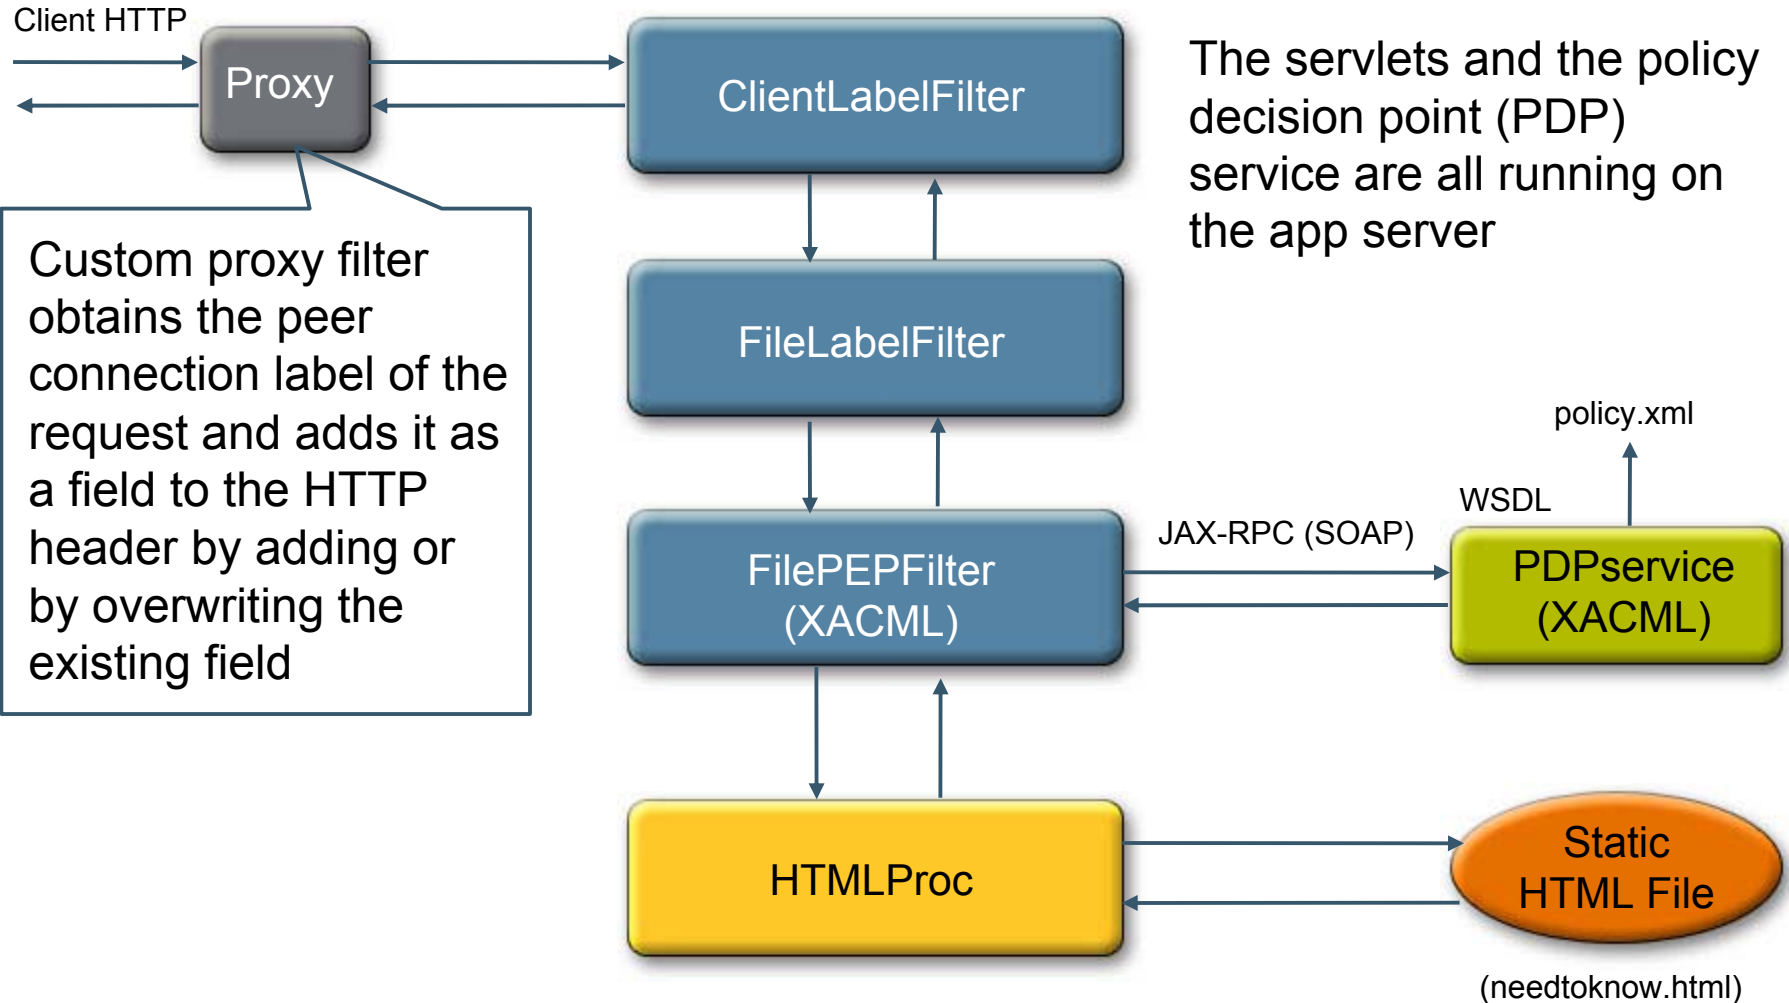 Client HTTP
Proxy
ClientLabelFilter
The servlets and the policy
decision point (PDP)
service are all running on
the app server
Custom proxy filter
obtains the peer
connection label of the
request and adds it as
a field to the HTTP
header by adding or
by overwriting the
existing field
FileLabelFilter
policy.xml
WSDL
JAX-RPC (SOAP)
FilePEPFilter
(XACML)
PDPservice
(XACML)
HTMLProc
Static
HTML File
(needtoknow.html)